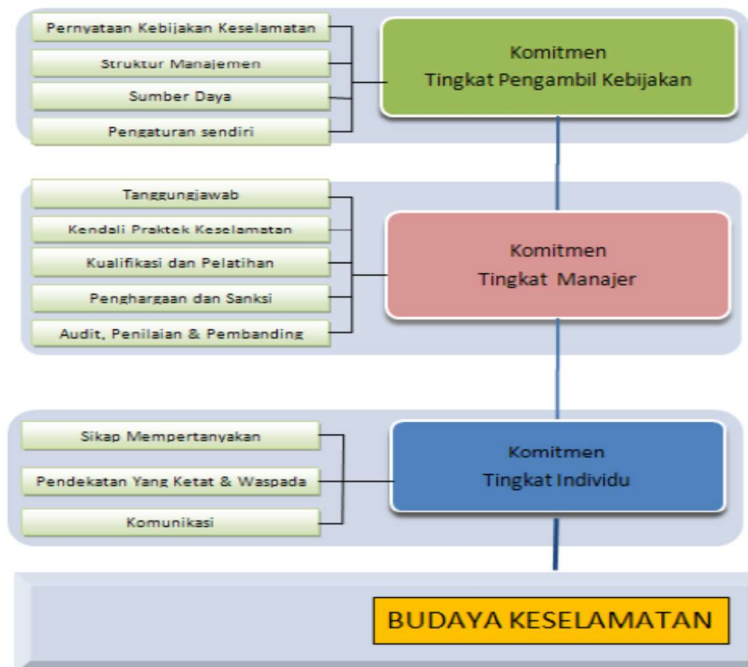 Pernyataan Kebijakan Keselamatan
Struktur Manajemen
Sumber Daya
Pengaturan sendiri
Komitmen
Tingkat Pengambil Kebijakan
Tanggungjawab
Kendali Praktek Keselamatan
Kualifikasi dan Pelatihan
Penghargaan dan Sanksi
Audit, Penilaian & Pembanding
Komitmen
Tingkat Manajer
Sikap Mempertanyakan
Pendekatan Yang Ketat & Waspada
Komunikasi
Komitmen
Tingkat Individu
BUDAYA KESELAMATAN